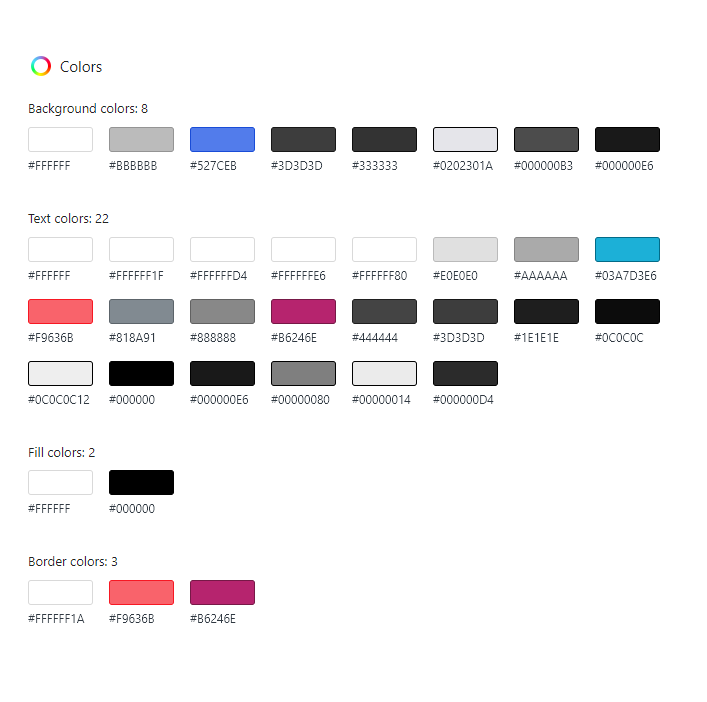 Colors
Background colors: 8
#FFFFFF #BBBBBB #527CEB #3D3D3D #333333 #0202301A #000000B3 #000000E6
Text colors: 22
#FFFFFF #FFFFFF1F #FFFFFFD4 #FFFFFFE6 #FFFFFF80 #E0E0E0 #AAAAAA #03A7D3E6
#F9636B #818A91 #888888 #B6246E #444444 #3D3D3D #1E1E1E #0C0C0C
#0C0C0C12 #000000 #000000E6 #00000080 #00000014 #000000D4
Fill colors: 2
#FFFFFF #000000
Border colors: 3
#FFFFFF1A #F9636B #B6246E